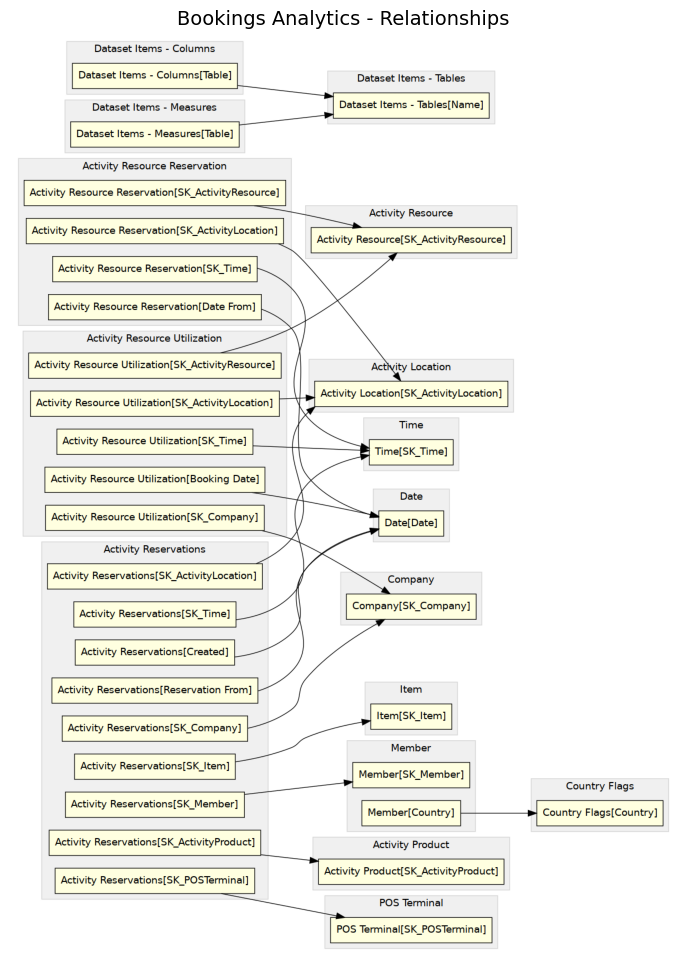 Bookings Analytics - Relationships
Dataset Items - Columns
Dataset Items - Columns[Table]
Dataset Items - Tables
Dataset Items - Tables[Name]
Dataset Items - Measures
Dataset Items - Measures[Table]
Activity Resource Reservation
Activity Resource Reservation[SK_ActivityResource]
Activity Resource Reservation[SK_ActivityLocation]
Activity Resource Reservation[SK_Time]
Activity Resource Reservation[Date From]
Activity Resource
Activity Resource[SK_ActivityResource]
Activity Resource Utilization
Activity Resource Utilization[SK_ActivityResource]
Activity Resource Utilization[SK_ActivityLocation]
Activity Resource Utilization[SK_Time]
Activity Resource Utilization[Booking Date]
Activity Resource Utilization[SK_Company]
Activity Location
Activity Location[SK_ActivityLocation]
Time
Time[SK_Time]
Date
Date[Date]
Activity Reservations
Activity Reservations[SK_ActivityLocation]
Activity Reservations[SK_Time]
Activity Reservations[Created]
Activity Reservations[Reservation From]
Activity Reservations[SK_Company]
Activity Reservations[SK_Item]
Activity Reservations[SK_Member]
Activity Reservations[SK_ActivityProduct]
Activity Reservations[SK_POSTerminal]
Company
Company[SK_Company]
Item
Item[SK_Item]
Member
Member[SK_Member]
Member[Country]
Country Flags
Country Flags[Country]
Activity Product
Activity Product[SK_ActivityProduct]
POS Terminal
POS Terminal[SK_POSTerminal]